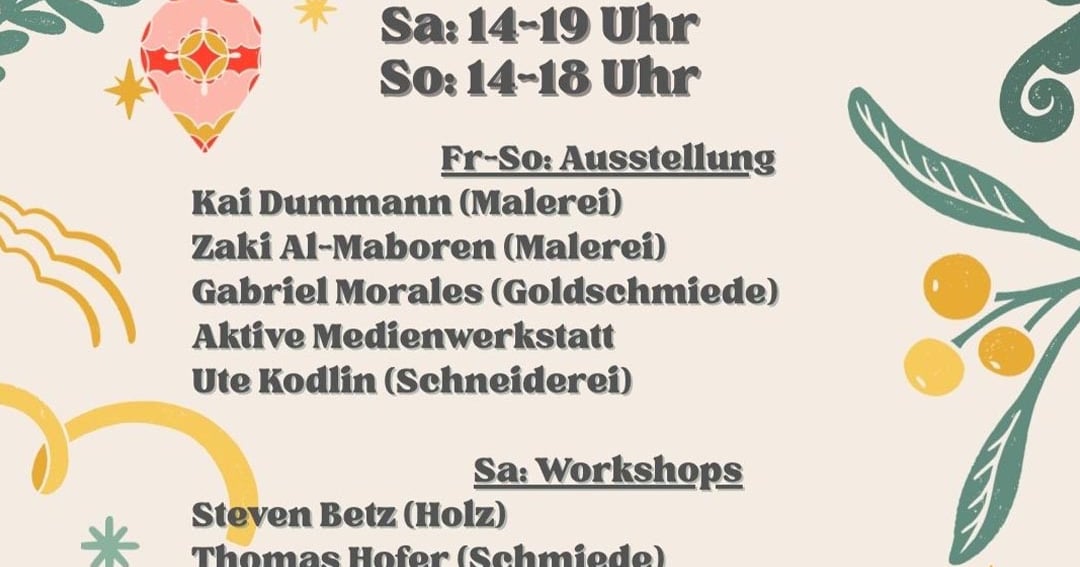 Sa: 14-19 Uhr
So: 14-18 Uhr
Fr-So: Ausstellung
Kai Dummann (Malerei)
Zaki Al-Maboren (Malerei)
Gabriel Morales (Goldschmiede)
Aktive Medienwerkstatt
Ute Kodlin (Schneiderei)
Sa: Workshops
Steven Betz (Holz)
Thomas Hofer (Schmiede)